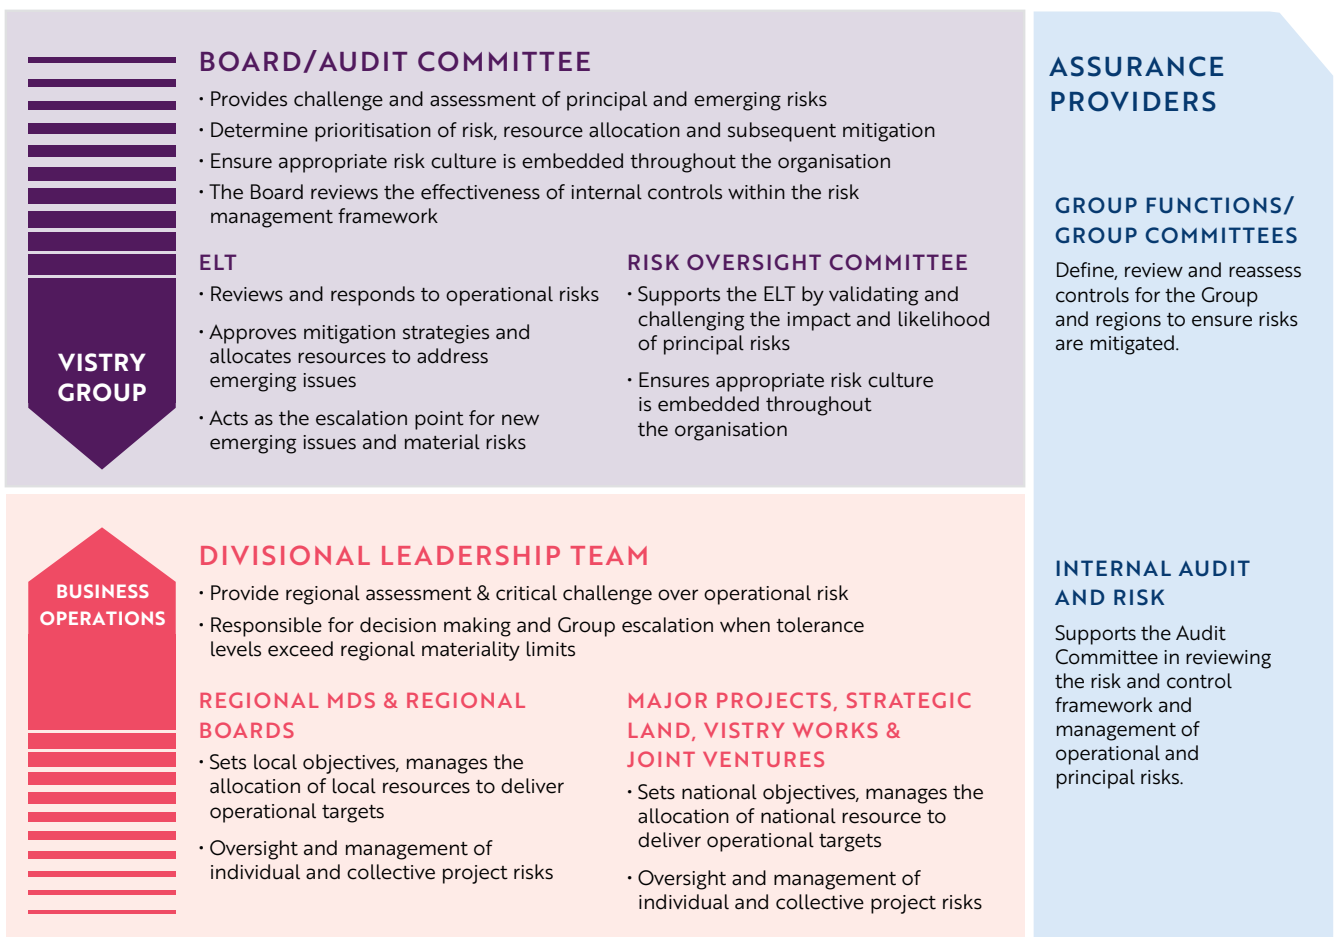 BOARD/AUDIT COMMITTEE
· Provides challenge and assessment of principal and emerging risks
· Determine prioritisation of risk, resource allocation and subsequent mitigation
· Ensure appropriate risk culture is embedded throughout the organisation
· The Board reviews the effectiveness of internal controls within the risk
management framework
VISTRY
GROUP
ELT
· Reviews and responds to operational risks
· Approves mitigation strategies and
allocates resources to address
emerging issues
· Acts as the escalation point for new
emerging issues and material risks
RISK OVERSIGHT COMMITTEE
· Supports the ELT by validating and
challenging the impact and likelihood
of principal risks
· Ensures appropriate risk culture
is embedded throughout
the organisation
BUSINESS
OPERATIONS
DIVISIONAL LEADERSHIP TEAM
· Provide regional assessment & critical challenge over operational risk
· Responsible for decision making and Group escalation when tolerance
levels exceed regional materiality limits
REGIONAL MDS & REGIONAL
BOARDS
· Sets local objectives, manages the
allocation of local resources to deliver
operational targets
· Oversight and management of
individual and collective project risks
MAJOR PROJECTS, STRATEGIC
LAND, VISTRY WORKS &
JOINT VENTURES
· Sets national objectives, manages the
allocation of national resource to
deliver operational targets
· Oversight and management of
individual and collective project risks
ASSURANCE
PROVIDERS
GROUP FUNCTIONS/
GROUP COMMITTEES
Define, review and reassess
controls for the Group
and regions to ensure risks
are mitigated.
INTERNAL AUDIT
AND RISK
Supports the Audit
Committee in reviewing
the risk and control
framework and
management of
operational and
principal risks.